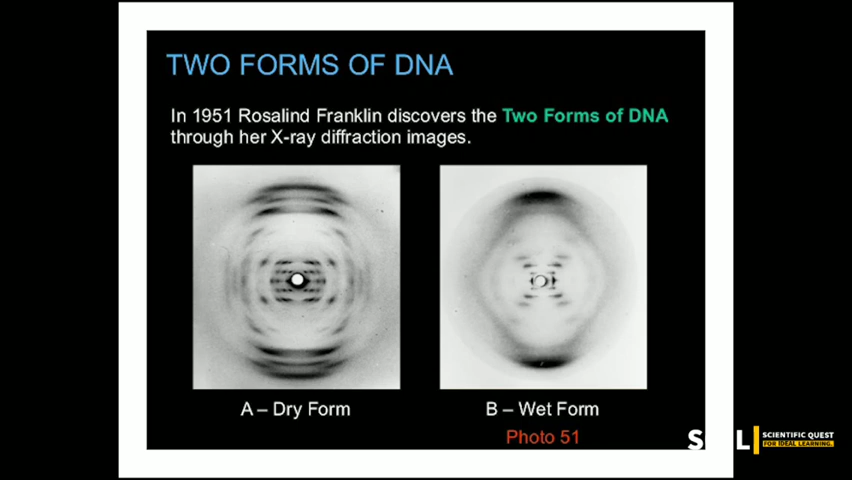 TWO FORMS OF DNA
In 1951 Rosalind Franklin discovers the Two Forms of DNA
through her X-ray diffraction images.
A – Dry Form
B – Wet Form
Photo 51
SCIENTIFIC QUEST
FOR IDEAL LEARNING.